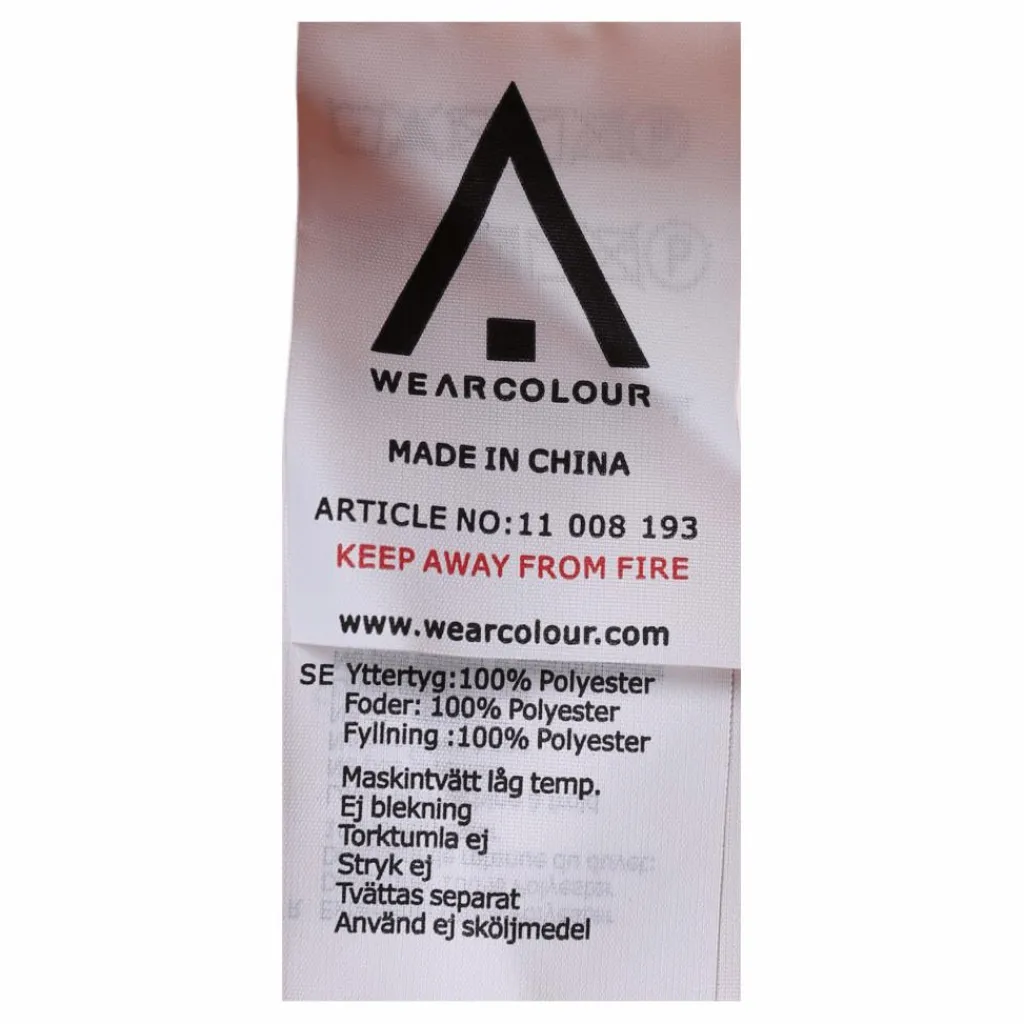 WEARCOLOUR
MADE IN CHINA
ARTICLE NO:11 008 193
KEEP AWAY FROM FIRE
www.wearcolour.com
SE Yttertyg:100% Polyester
Foder: 100% Polyester
Fyllning :100% Polyester
Maskintvätt låg temp.
Ej blekning
Torktumla ej
Stryk ej
Tvättas separat
Använd ej sköljmedel